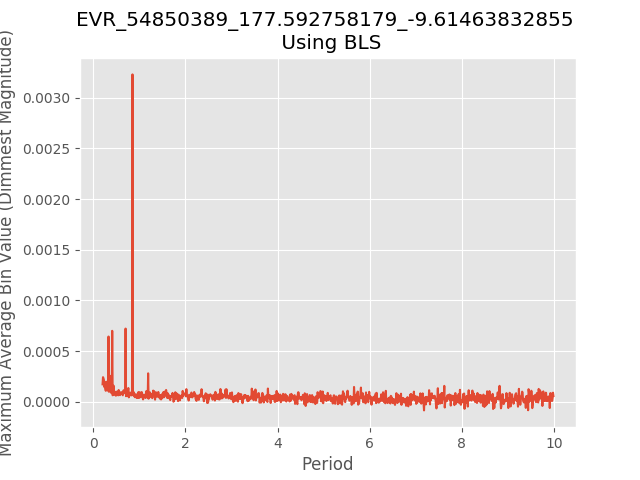 EVR_54850389_177.592758179_-9.61463832855
Using BLS
Maximum Average Bin Value (Dimmest Magnitude)
0.0030
0.0025
0.0020
0.0015
0.0010
0.0005
0.0000
0 2 4 6 8 10
Period